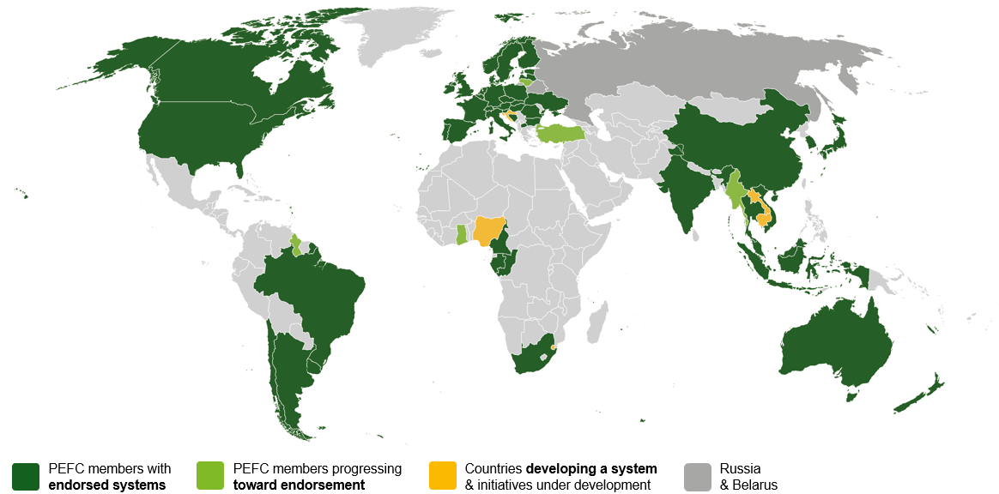 PEFC members with
endorsed systems
PEFC members progressing
toward endorsement
Countries developing a system
& initiatives under development
Russia
& Belarus